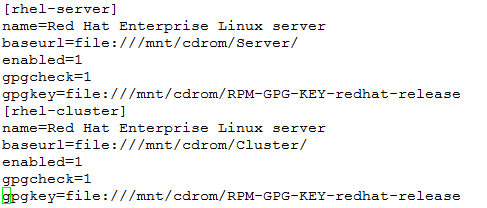 [rhel-server]
name=Red Hat Enterprise Linux server
baseurl=file:///mnt/cdrom/Server/
enabled=1
gpgcheck=1
gpgkey=file:///mnt/cdrom/RPM-GPG-KEY-redhat-release
[rhel-cluster]
name=Red Hat Enterprise Linux server
baseurl=file:///mnt/cdrom/Cluster/
enabled=1
gpgcheck=1
gpgkey=file:///mnt/cdrom/RPM-GPG-KEY-redhat-release